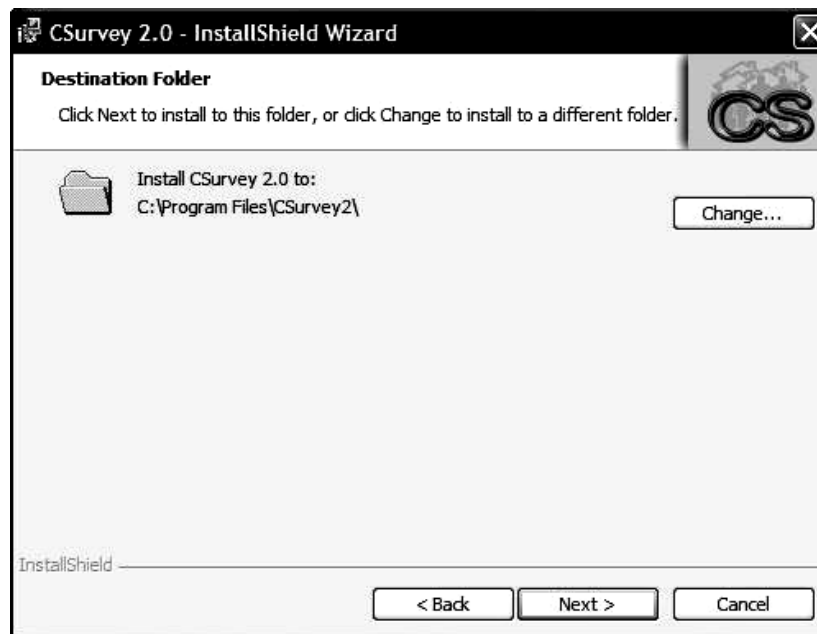 CSurvey 2.0 - InstallShield Wizard
Destination Folder
Click Next to install to this folder, or click Change to install to a different folder.
CS
Install CSurvey 2.0 to:
C:\Program Files\CSurvey2\
Change...
InstallShield
< Back
Next >
Cancel